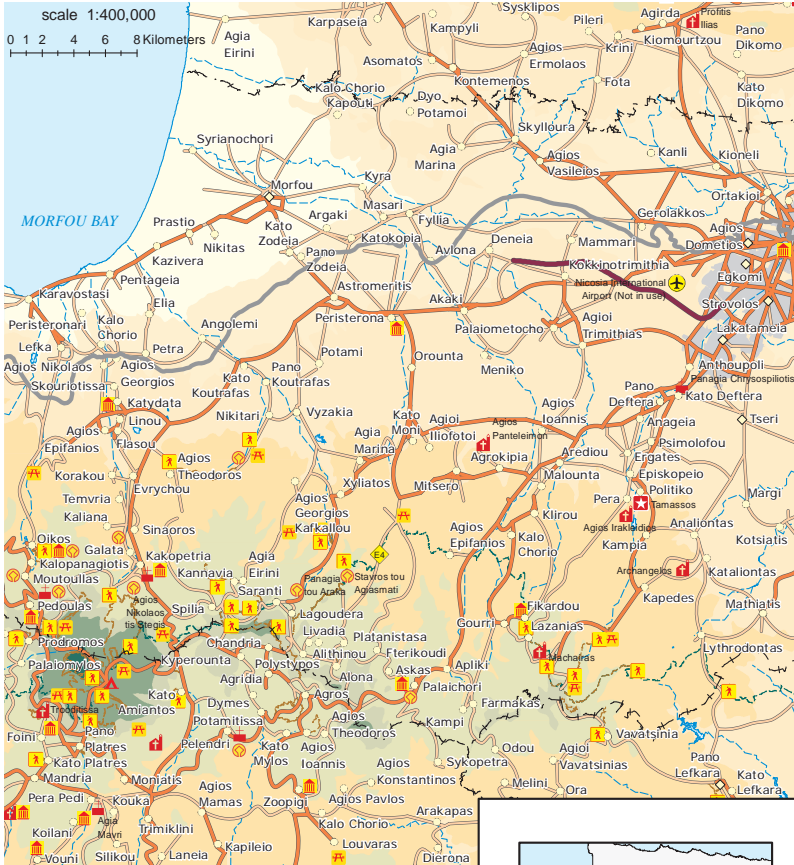 scale 1:400,000
0 1 2 4 6 8 Kilometers
Karpaseia
Sysklipos
Agirda
Profitis
Ilias
Agia
Eirini
Kampyli
Pileri
Krini
Kiomourtzou
Pano
Dikomo
Asomatos
Agios
Ermolaos
Kontemenos
Fota
Kato
Dikomo
Kalo Chorio
Kapouti
Dyo
Potamoi
Skylloura
Syrianochori
Agia
Marina
Agios
Vasileios
Kanli
Kioneli
Morfou
Kyra
Masari
Ortakioi
MORFOU BAY
Prastio
Argaki
Fyllia
Gerolakkos
Agios
Dometios
Kato
Zodeia
Katokopia
Deneia
Mammari
Nikitas
Avlona
Kazivera
Pano
Zodeia
Kokkinotrimithia
Egkomi
Pentageia
Astromeritis
Nicosia International
Airport (Not in use)
Karavostasi
Elia
Akaki
Strovolos
Peristeronari
Kalo
Ghorio
Angolemi
Peristerona
Palaiometocho
Agioi
Trimithias
Lakatameia
Lefka
Petra
Potami
Orounta
Agios Nikolaos
Agios
Georgios
Kato
Koutrafas
Pano
Koutrafas
Meniko
Anthoupoli
Skouriotissa
Panagia Chrysospiliotis
Pano
Deftera
Kato Deftera
Katydata
Nikitari
Vyzakia
Kato
Moni
Agioi
Iliofotoi
Agios
Panteleimon
Agios
Ioannis
Tseri
Linou
Anageia
Agios
Epifanios
Flasou
Agia
Marina
Arediou
Psimolofou
Ergates
Agios
Theodoros
Agrokipia
Korakou
Evrychou
Xyliatos
Mitsero
Malounta
Episkopeio
Politiko
Temvria
Agios
Georgios
Kafkallou
Pera
Tamassos
Margi
Kaliana
Klirou
Agios Irakleidios
Sinaoros
Agios
Epifanios
Kalo
Chorio
Analiontas
Oikos
Galata
Kampia
Kotsiatis
Kalopanagiotis
Kakopetria
Agia
Eirini
E4
Moutoullas
Kannavia
Panagia
tou Araka
Stavros tou
Agiasmati
Archangelos
Kataliontas
Saranti
Pedoulas
Agios
Nikolaos
tis Stegis
Spilia
Lagoudera
Fikardou
Kapedes
Mathiatis
Livadia
Gourri
Lazanias
Prodromos
Chandria
Platanistasa
Alithinou
Fterikoudi
Lythrodontas
Palaiomylos
Kyperounta
Polystypos
Askas
Apliki
Machairas
Agridia
Alona
Palaichori
Trooditissa
Kato
Amiantos
Dymes
Agros
Farmakas
Potamitissa
Agios
Theodoros
Kampi
Foini
Pano
Platres
Pelendri
Kato
Mylos
Agios
Ioannis
Odou
Agioi
Vavatsinias
Vavatsinia
Kato Platres
Sykopetra
Pano
Lefkara
Mandria
Moniatis
Agios
Konstantinos
Melini
Ora
Kato
Lefkara
Pera Pedi
Kouka
Agios
Mamas
Zoopigi
Agios Pavlos
Arakapas
Agia
Mavri
Trimiklini
Kalo Chorio
Koilani
Kapileio
Louvaras
Vouni
Silikou
Laneia
Dierona